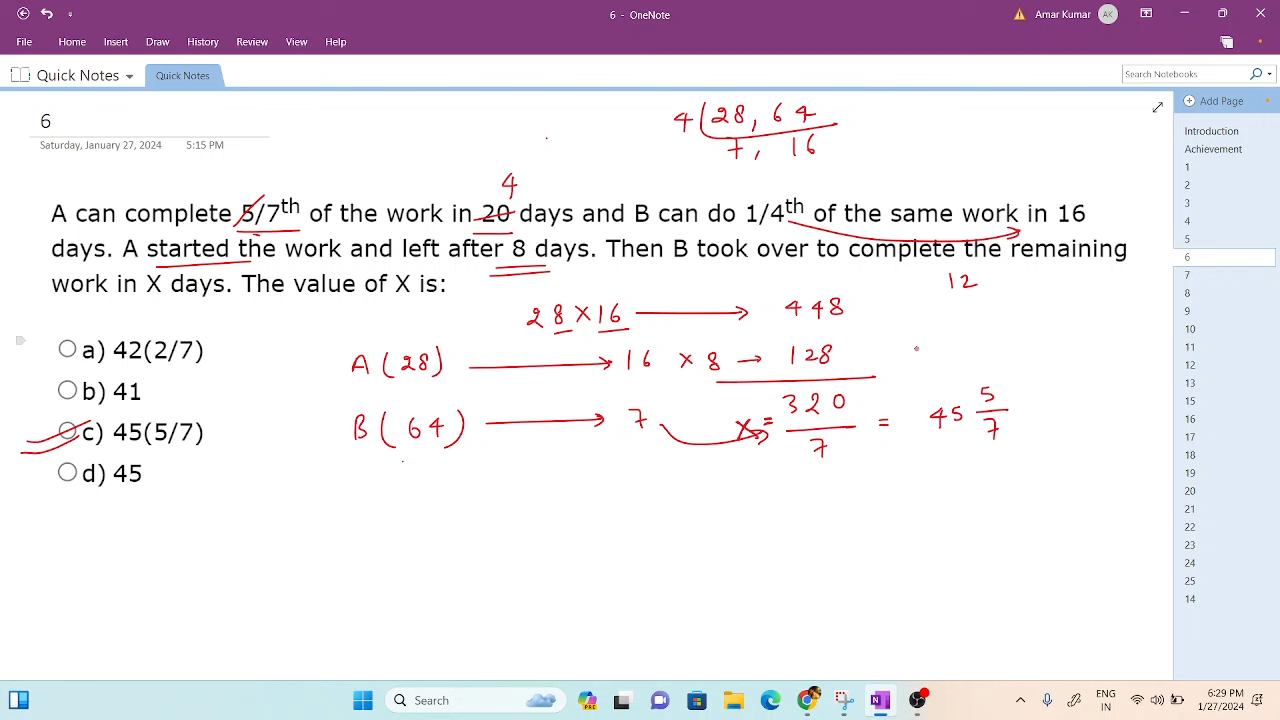 6 - OneNote
Amar Kumar AK
File Home Insert Draw History Review View Help
Quick Notes Quick Notes
Search Notebooks
6
Saturday, January 27, 2024 5:15 PM
4 28, 64
7, 16
4
A can complete 5/7th of the work in 20 days and B can do 1/4th of the same work in 16
days. A started the work and left after 8 days. Then B took over to complete the remaining
work in X days. The value of X is:
12
28 × 16 → 448
a) 42(2/7)
A (28) → 16 × 8 → 128
b) 41
320
B (64) → 7 x = 7 = 45 5/7
c) 45(5/7)
d) 45
Add Page
Introduction
Achievement
1
2
3
4
5
6
7
8
9
10
11
12
13
15
16
17
18
19
20
21
22
23
24
25
14
Search
ENG
IN
6:29 PM
1/27/2024